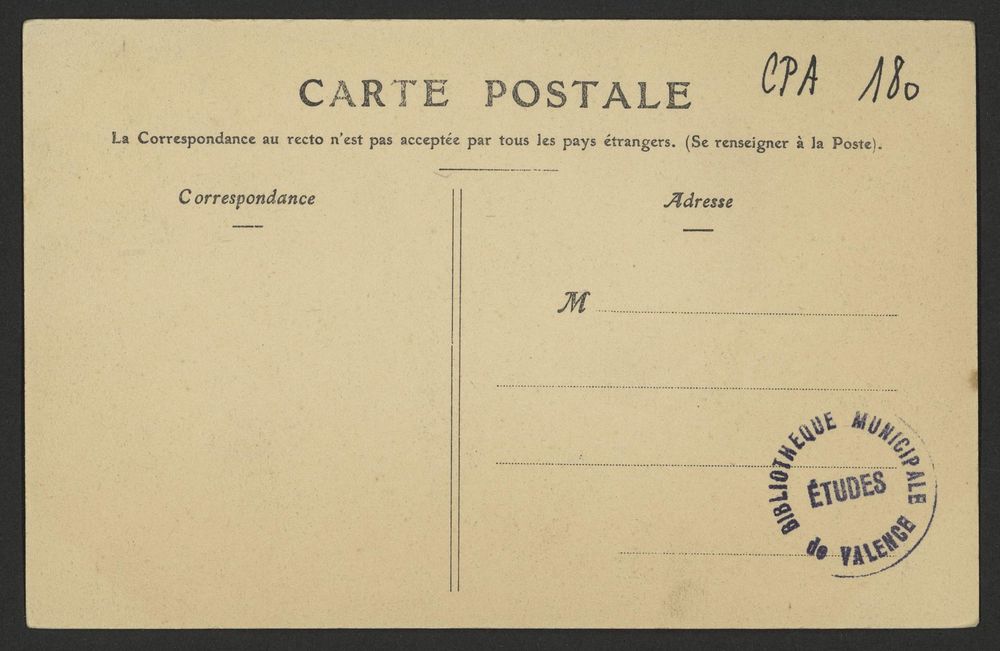 CPA 180
CARTE POSTALE
La Correspondance au recto n'est pas acceptée par tous les pays étrangers. (Se renseigner à la Poste).
Correspondance
Adresse
M
BIBLIOTHEQUE MUNICIPALE
ÉTUDES
de VALENCE